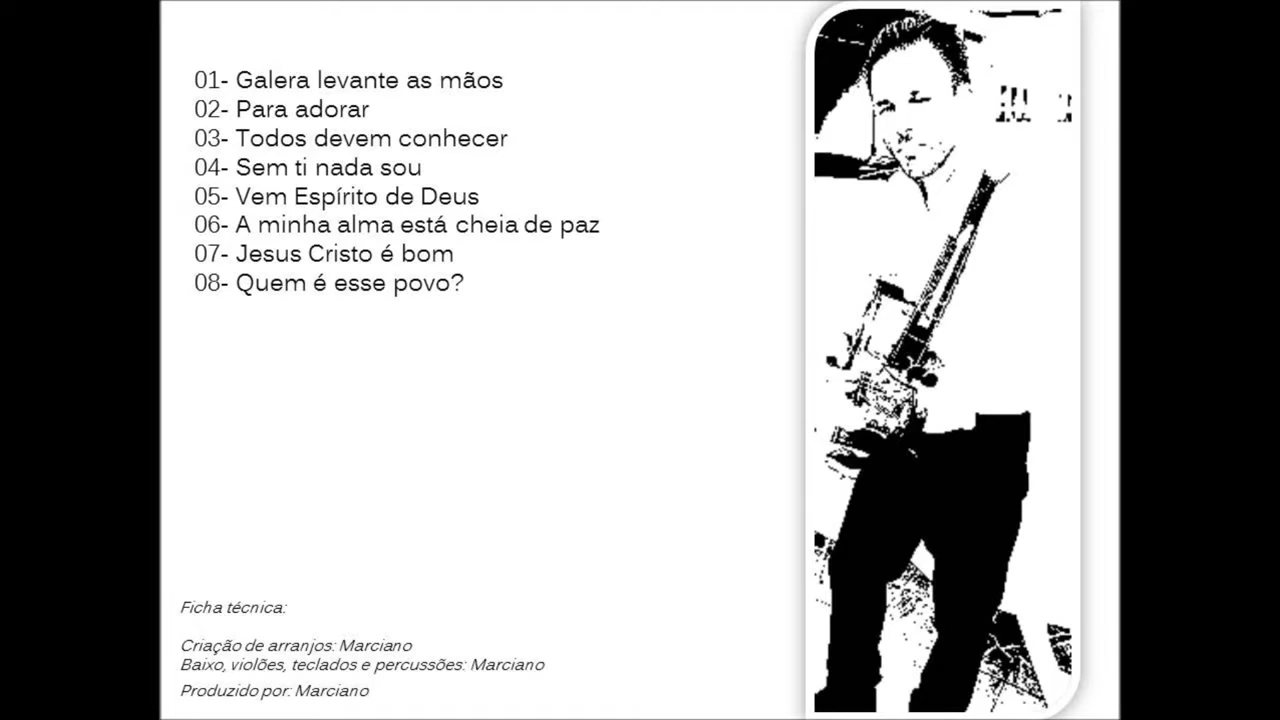 01- Galera levante as mãos
02- Para adorar
03- Todos devem conhecer
04- Sem ti nada sou
05- Vem Espírito de Deus
06- A minha alma está cheia de paz
07- Jesus Cristo é bom
08- Quem é esse povo?
Ficha técnica:
Criação de arranjos: Marciano
Baixo, violões, teclados e percussões: Marciano
Produzido por: Marciano